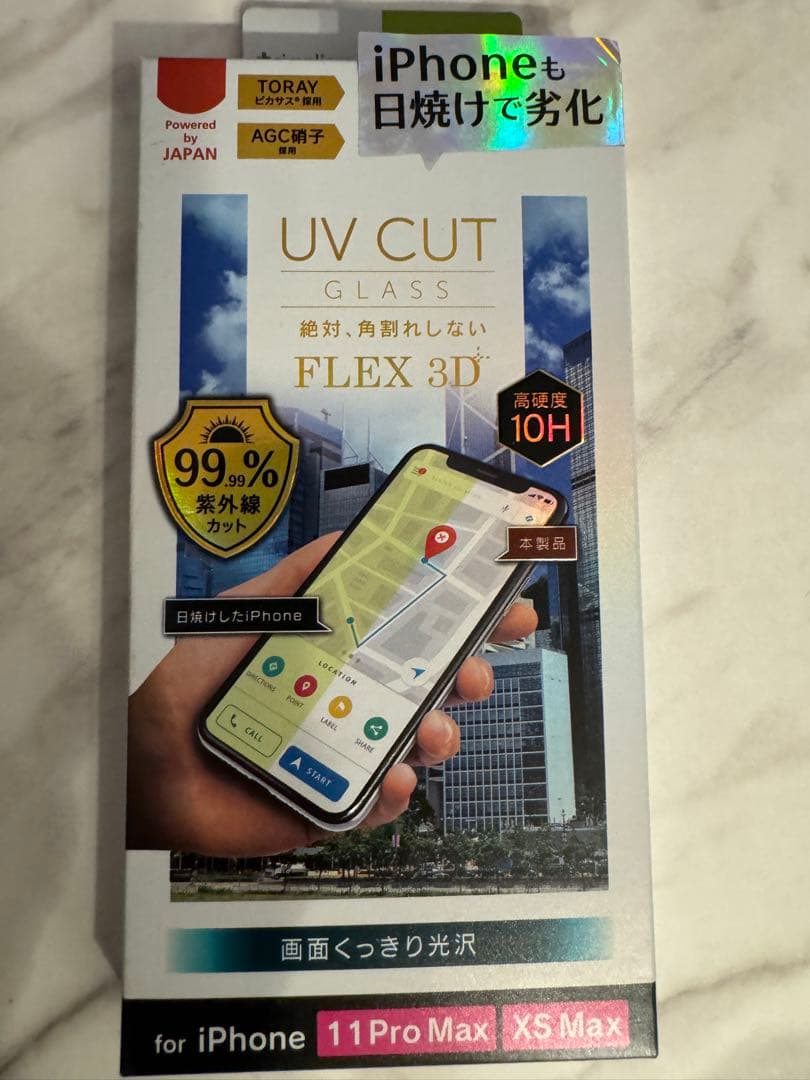 iPhoneも
日焼けで劣化
Powered
by
JAPAN
TORAY
ピカサス®採用
AGC硝子
採用
UV CUT
GLASS
絶対、角割れしない
FLEX 3D
高硬度
10H
99.99%
紫外線
カット
本製品
日焼けしたiPhone
LOCATION
DIRECTIONS
POINT
LABEL
SHARE
CALL
START
画面くっきり光沢
for iPhone 11 Pro Max XS Max